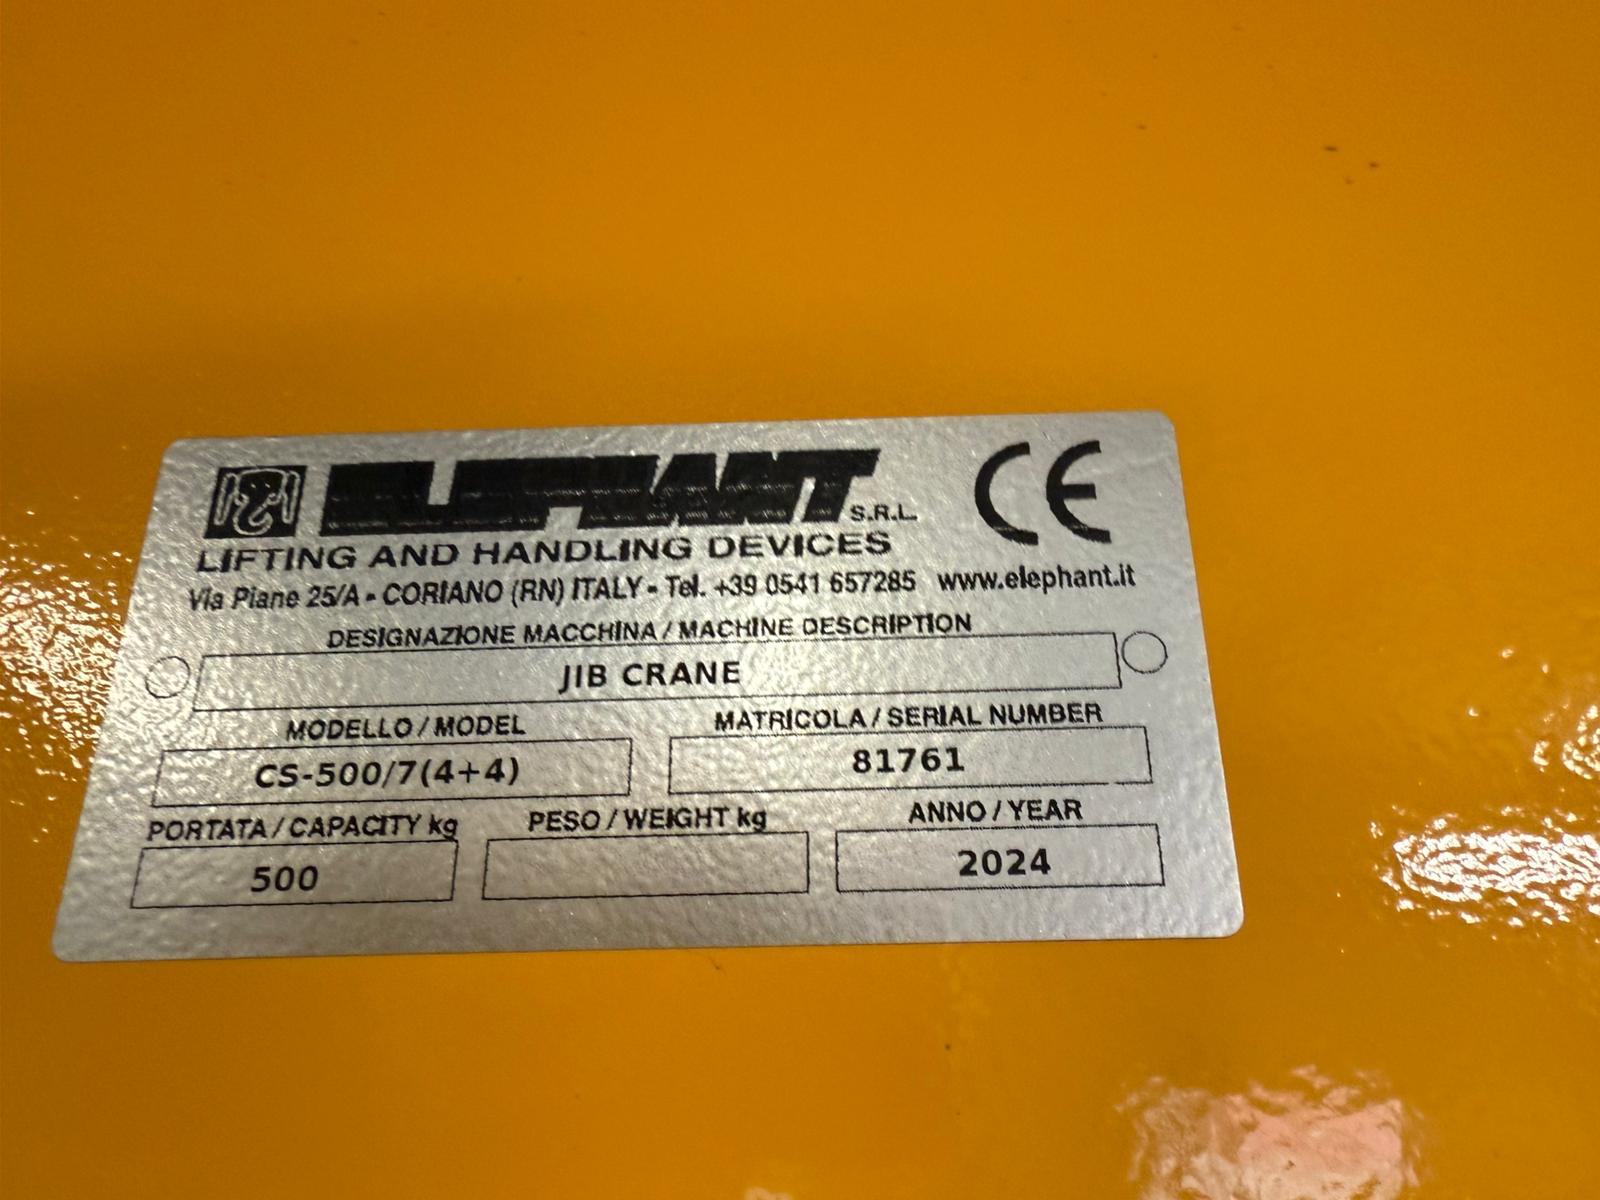 ELEPHANT S.R.L. CE
LIFTING AND HANDLING DEVICES
Via Piane 25/A - CORIANO (RN) ITALY - Tel. +39 0541 657285 www.elephant.it
DESIGNAZIONE MACCHINA / MACHINE DESCRIPTION
JIB CRANE
MODELLO / MODEL MATRICOLA / SERIAL NUMBER
CS-500/7(4+4) 81761
PORTATA / CAPACITY kg PESO / WEIGHT kg ANNO / YEAR
500 2024